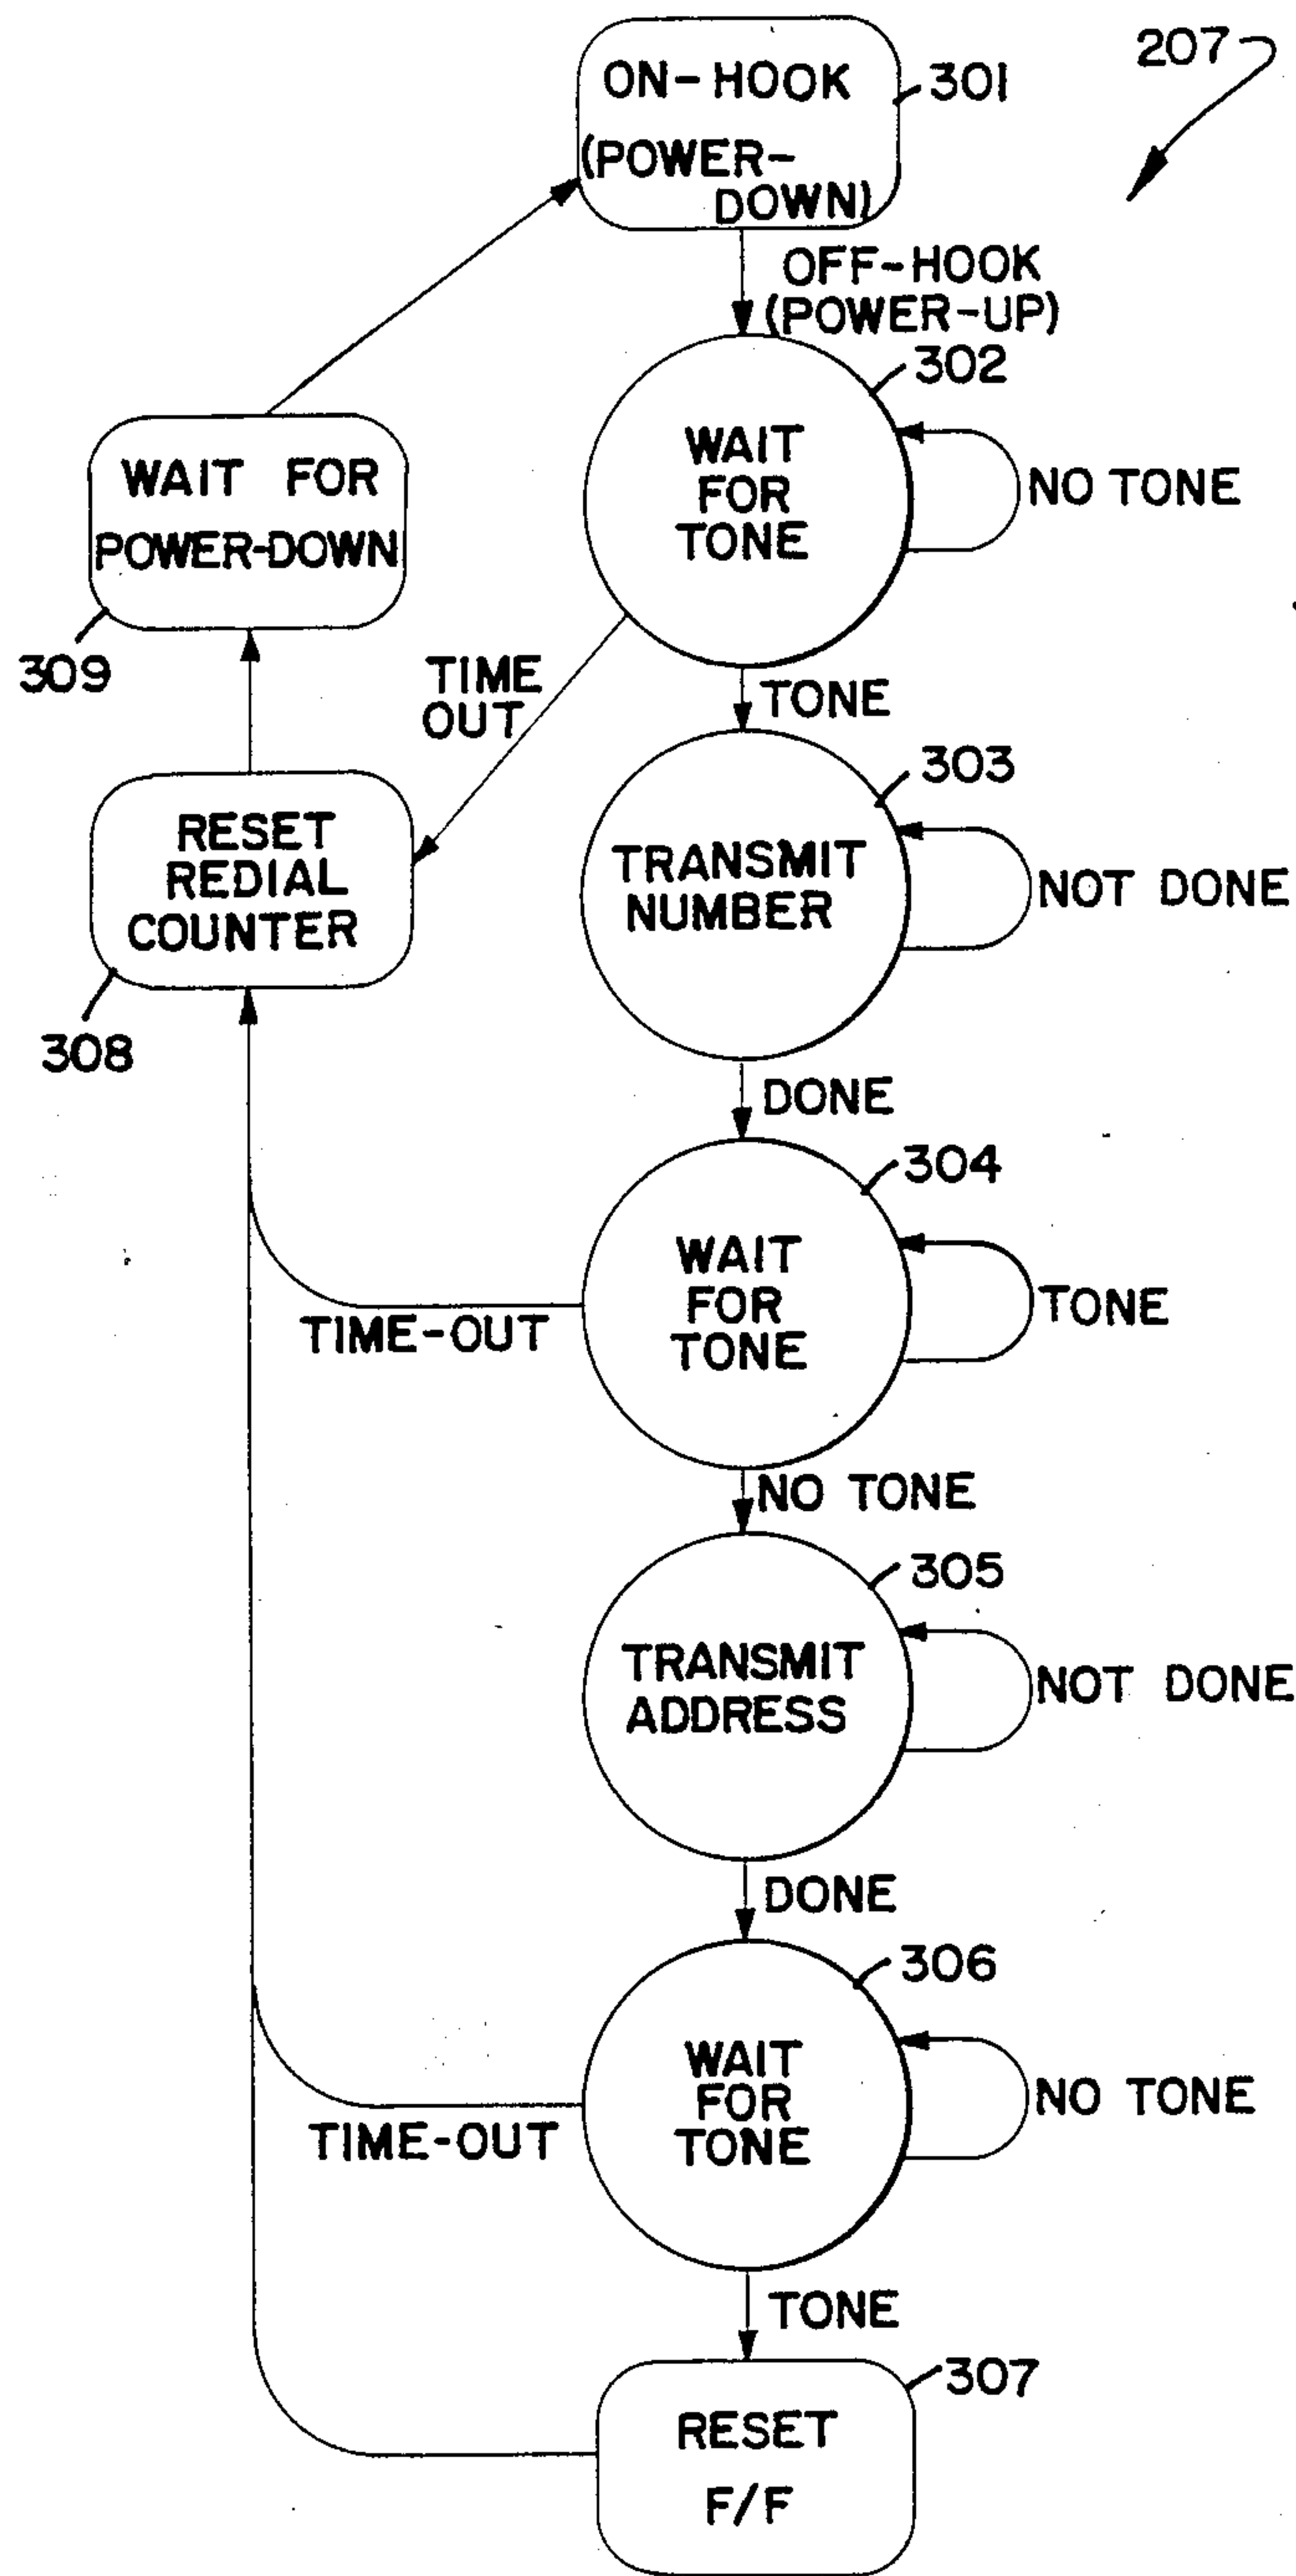 207
ON-HOOK
(POWER-
DOWN)
301
OFF-HOOK
(POWER-UP)
302
WAIT
FOR
TONE
NO TONE
WAIT FOR
POWER-DOWN
309
TIME
OUT
TONE
303
TRANSMIT
NUMBER
NOT DONE
RESET
REDIAL
COUNTER
308
DONE
304
WAIT
FOR
TONE
TONE
TIME-OUT
NO TONE
305
TRANSMIT
ADDRESS
NOT DONE
DONE
306
WAIT
FOR
TONE
NO TONE
TIME-OUT
TONE
307
RESET
F/F